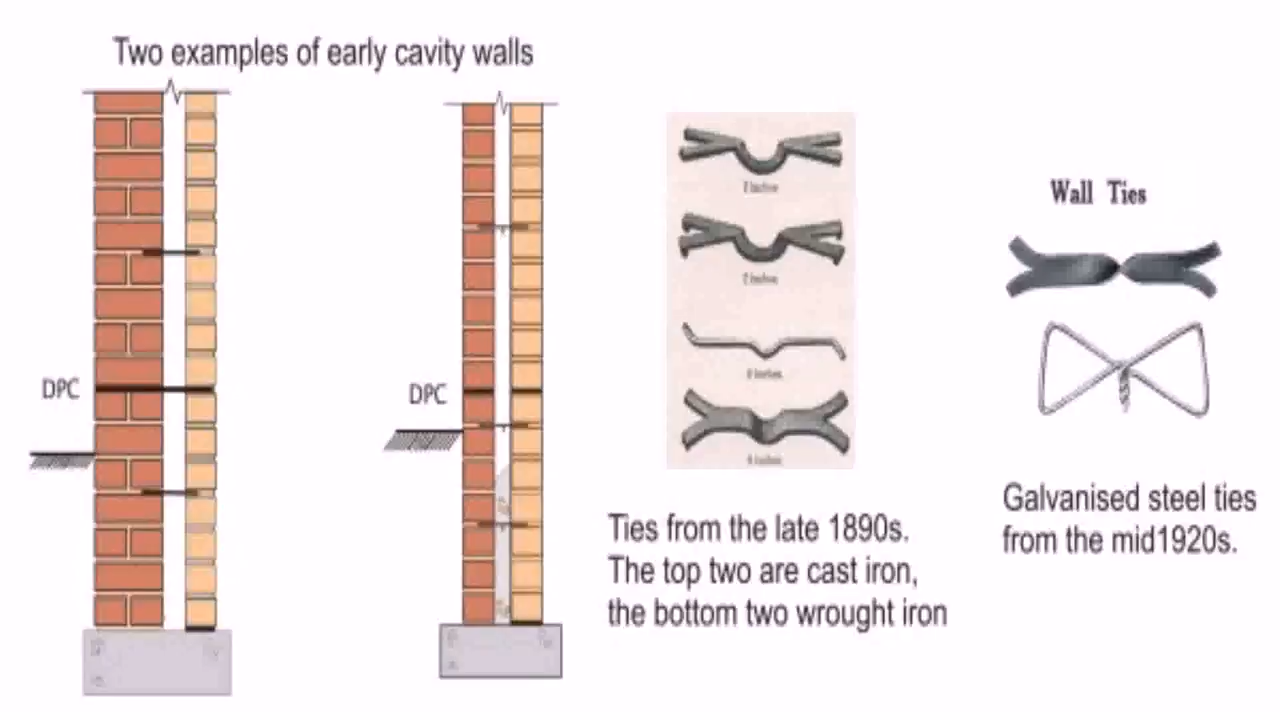 Two examples of early cavity walls
DPC
DPC
Wall Ties
Galvanised steel ties
from the mid1920s.
Ties from the late 1890s.
The top two are cast iron,
the bottom two wrought iron